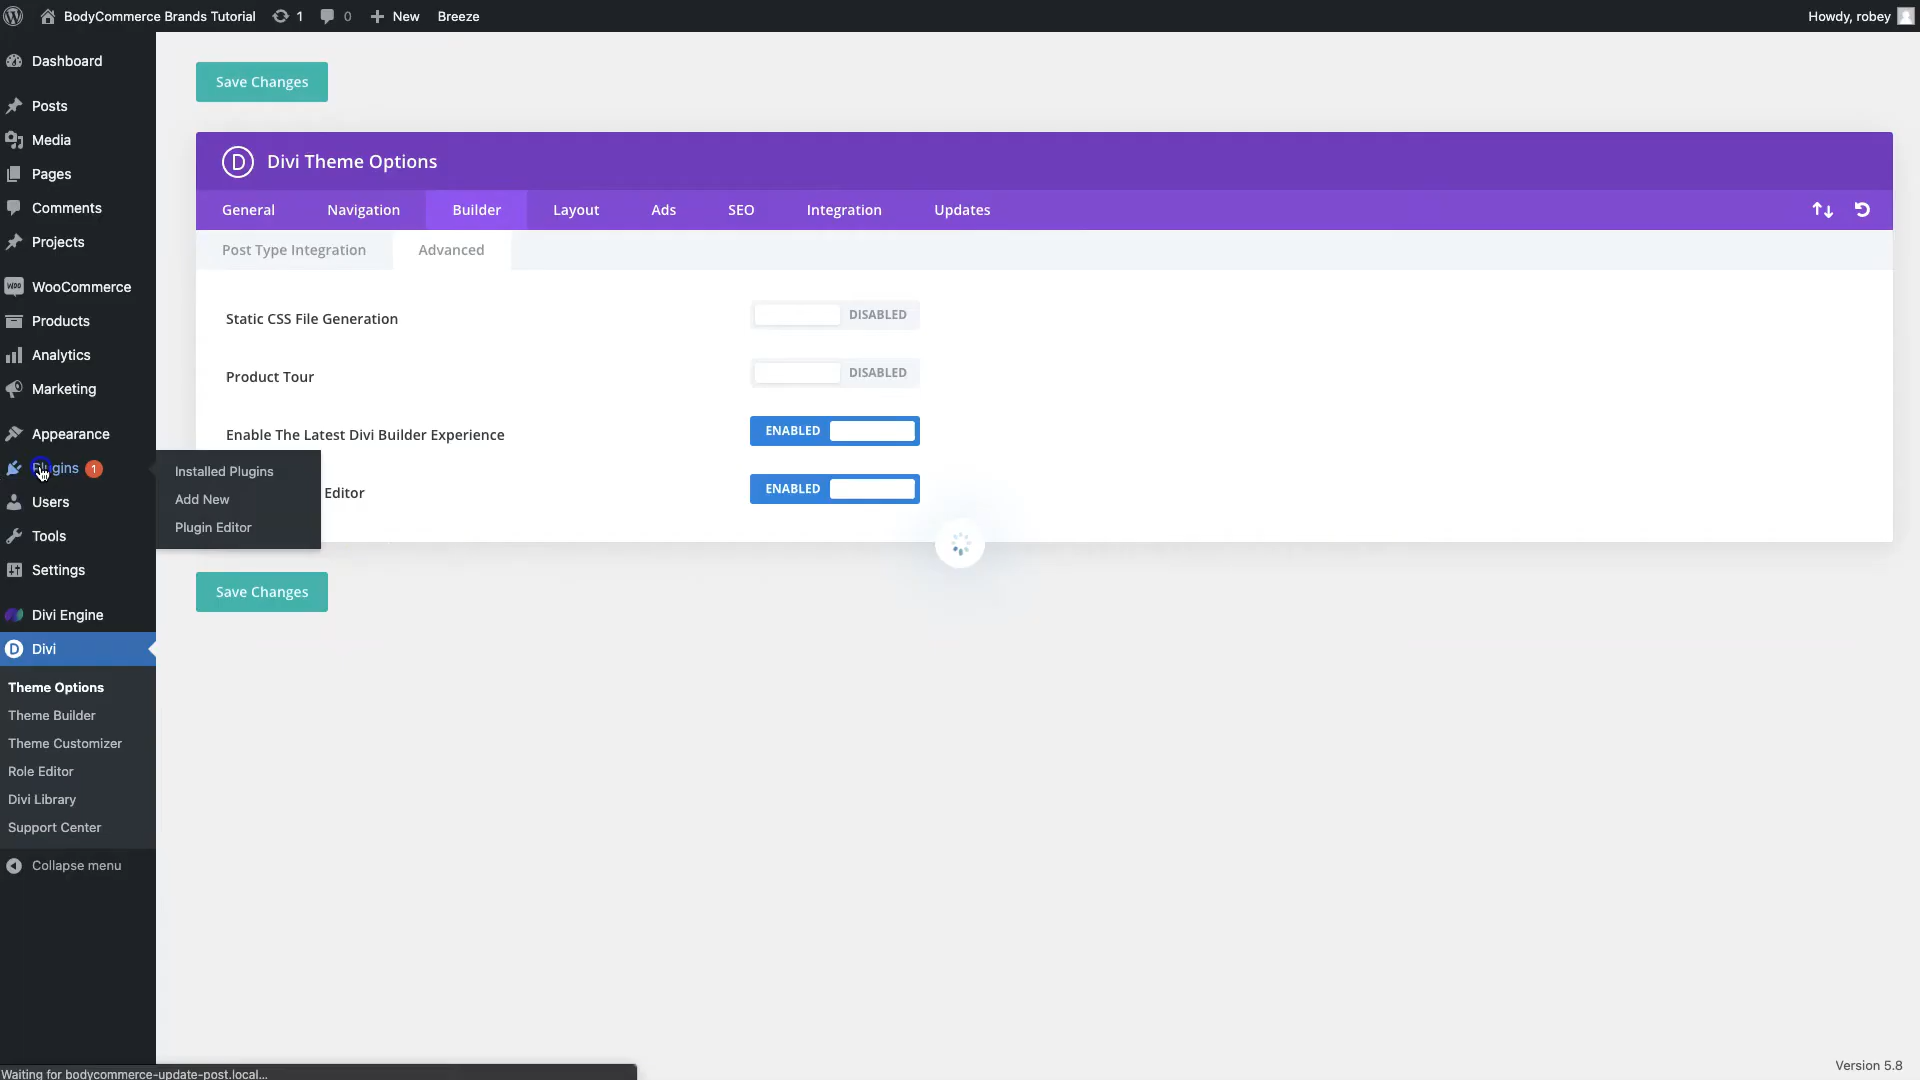 BodyCommerce Brands Tutorial 1 0 New Breeze Howdy, robey
Dashboard
Posts
Media
Pages
Comments
Projects
WooCommerce
Products
Analytics
Marketing
Appearance
Plugins 1
Users
Tools
Settings
Divi Engine
Divi
Theme Options
Theme Builder
Theme Customizer
Role Editor
Divi Library
Support Center
Collapse menu
Installed Plugins
Add New
Plugin Editor
Save Changes
Divi Theme Options
General Navigation Builder Layout Ads SEO Integration Updates
Post Type Integration Advanced
Static CSS File Generation DISABLED
Product Tour DISABLED
Enable The Latest Divi Builder Experience ENABLED
Editor ENABLED
Save Changes
Version 5.8
Waiting for bodycommerce-update-post.local...